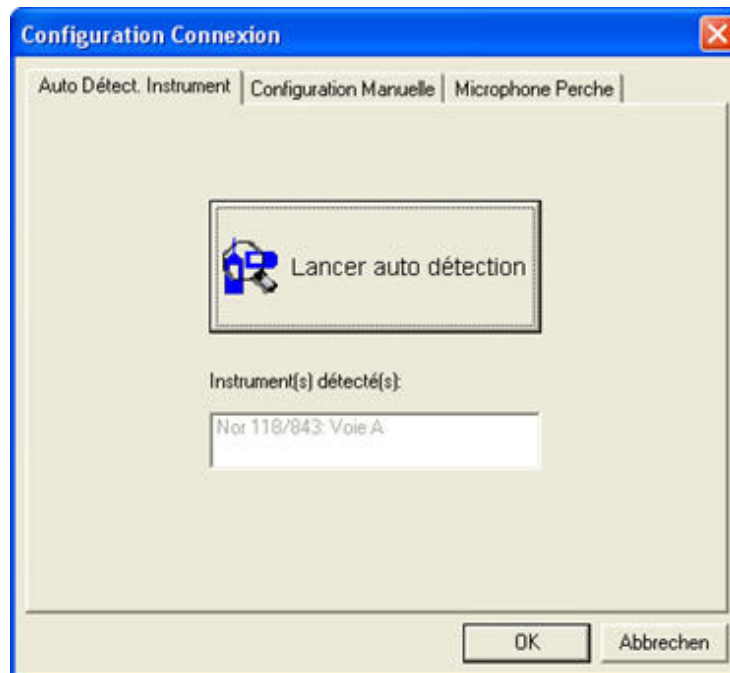 Configuration Connexion
Auto Détect. Instrument
Configuration Manuelle
Microphone Perche
Lancer auto détection
Instrument(s) détecté(s):
Nor 118/843: Voie A
OK
Abbrechen